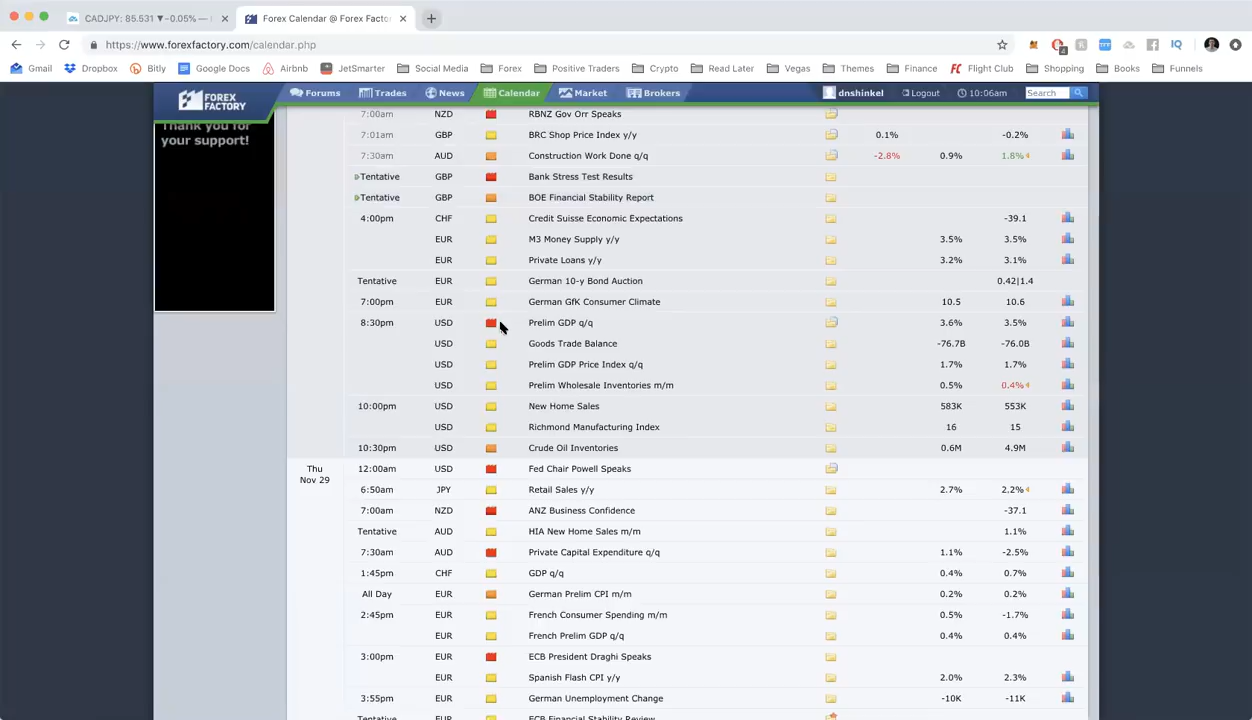 CADJPY: 85.531 ▼−0.05% —
Forex Calendar @ Forex Facto
https://www.forexfactory.com/calendar.php
4
Gmail Dropbox Bitly Google Docs Airbnb JetSmarter Social Media Forex Positive Traders Crypto Read Later Vegas Themes Finance Flight Club Shopping Books Funnels
FOREX FACTORY Forums Trades News Calendar Market Brokers dnshinkel Logout 10:06am Search
Thank you for
your support!
7:00am NZD RBNZ Gov Orr Speaks
7:01am GBP BRC Shop Price Index y/y 0.1% -0.2%
7:30am AUD Construction Work Done q/q -2.8% 0.9% 1.8%
Tentative GBP Bank Stress Test Results
Tentative GBP BOE Financial Stability Report
4:00pm CHF Credit Suisse Economic Expectations -39.1
EUR M3 Money Supply y/y 3.5% 3.5%
EUR Private Loans y/y 3.2% 3.1%
Tentative EUR German 10-y Bond Auction 0.42|1.4
7:00pm EUR German GfK Consumer Climate 10.5 10.6
8:30pm USD Prelim GDP q/q 3.6% 3.5%
USD Goods Trade Balance -76.7B -76.0B
USD Prelim GDP Price Index q/q 1.7% 1.7%
USD Prelim Wholesale Inventories m/m 0.5% 0.4%
10:00pm USD New Home Sales 583K 553K
USD Richmond Manufacturing Index 16 15
10:30pm USD Crude Oil Inventories 0.6M 4.9M
Thu
Nov 29
12:00am USD Fed Chair Powell Speaks
6:50am JPY Retail Sales y/y 2.7% 2.2%
7:00am NZD ANZ Business Confidence -37.1
Tentative AUD HIA New Home Sales m/m 1.1%
7:30am AUD Private Capital Expenditure q/q 1.1% -2.5%
1:45pm CHF GDP q/q 0.4% 0.7%
All Day EUR German Prelim CPI m/m 0.2% 0.2%
2:45pm EUR French Consumer Spending m/m 0.5% -1.7%
EUR French Prelim GDP q/q 0.4% 0.4%
3:00pm EUR ECB President Draghi Speaks
EUR Spanish Flash CPI y/y 2.0% 2.3%
3:55pm EUR German Unemployment Change -10K -11K
Tentative EUR ECB Financial Stability Review